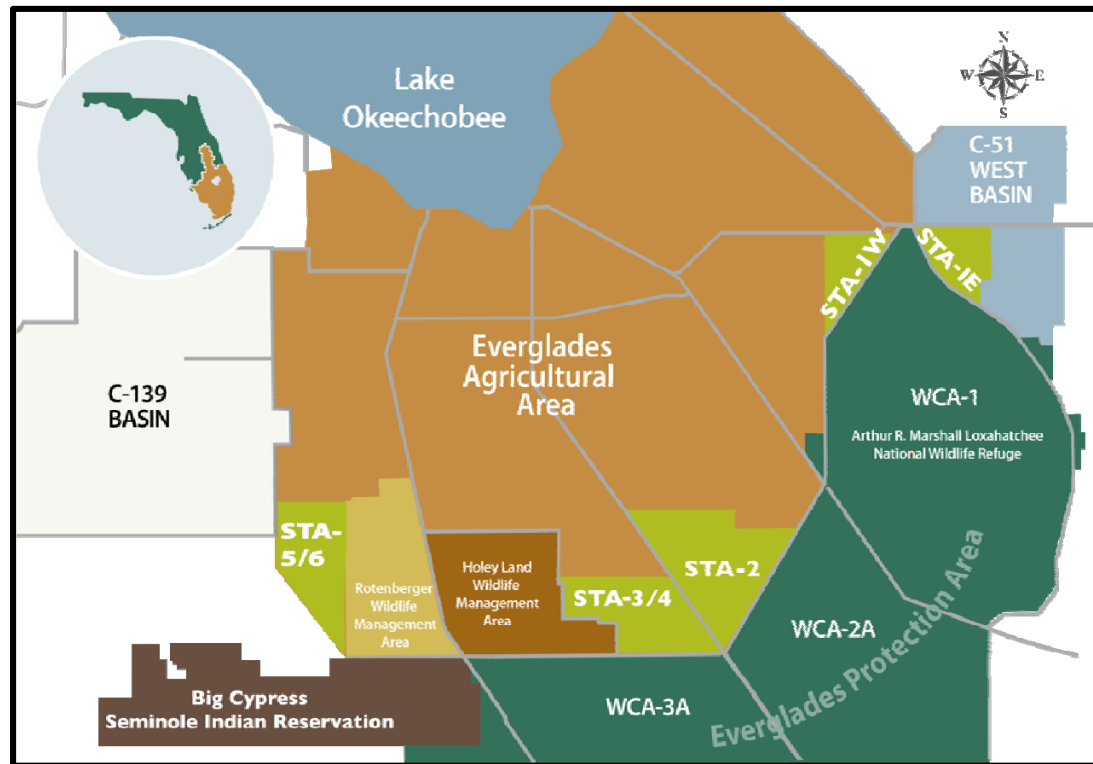 Lake
Okeechobee
N
W
E
S
C-51
WEST
BASIN
STA-1W
STA-1E
Everglades
Agricultural
Area
C-139
BASIN
WCA-1
Arthur R. Marshall Loxahatchee
National Wildlife Refuge
STA-
5/6
Rotenberger
Wildlife
Management
Area
Holey Land
Wildlife
Management
Area
STA-3/4
STA-2
WCA-2A
Big Cypress
Seminole Indian Reservation
WCA-3A
Everglades Protection Area